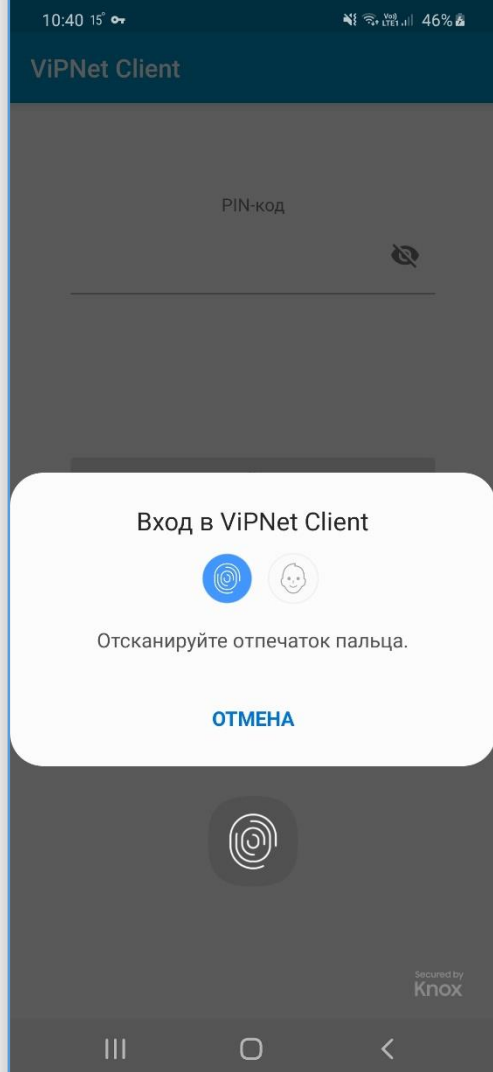 10:40 15° 46%
ViPNet Client
PIN-код
Вход в ViPNet Client
Отсканируйте отпечаток пальца.
ОТМЕНА
Secured by
Knox